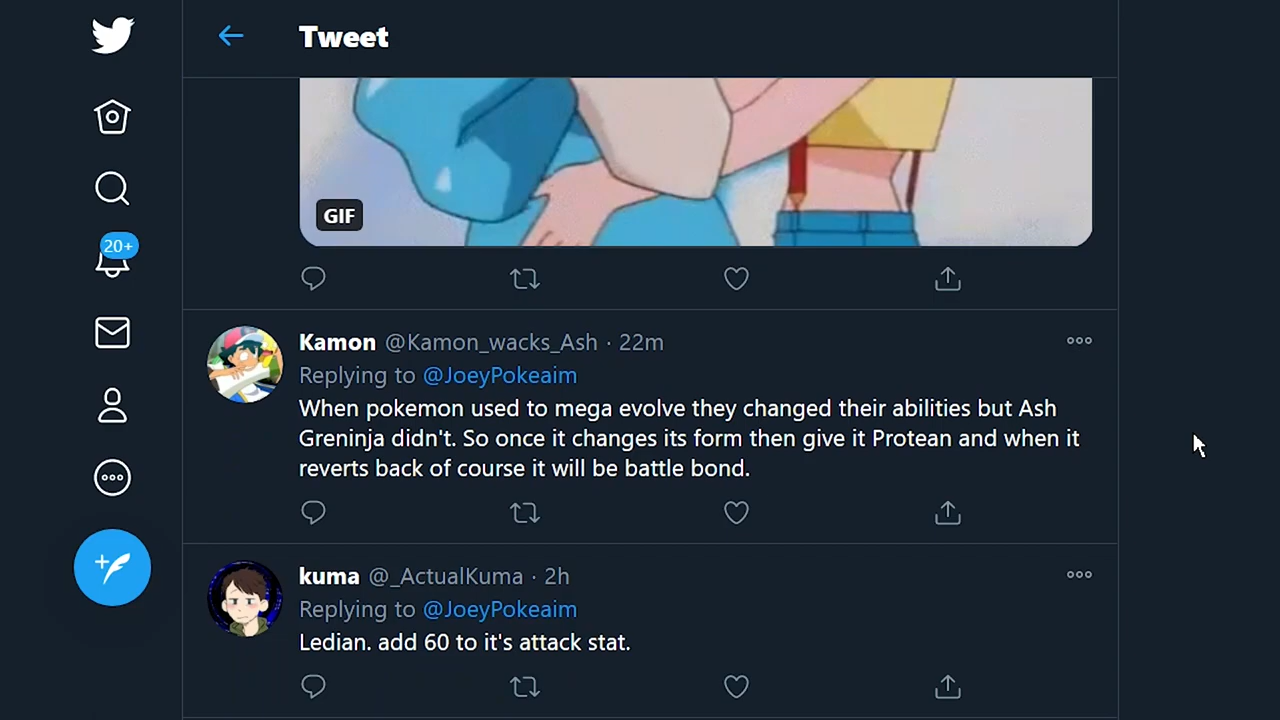 Tweet
GIF
20+
Kamon @Kamon_wacks_Ash · 22m
Replying to @JoeyPokeaim
When pokemon used to mega evolve they changed their abilities but Ash
Greninja didn't. So once it changes its form then give it Protean and when it
reverts back of course it will be battle bond.
kuma @_ActualKuma · 2h
Replying to @JoeyPokeaim
Ledian. add 60 to it's attack stat.